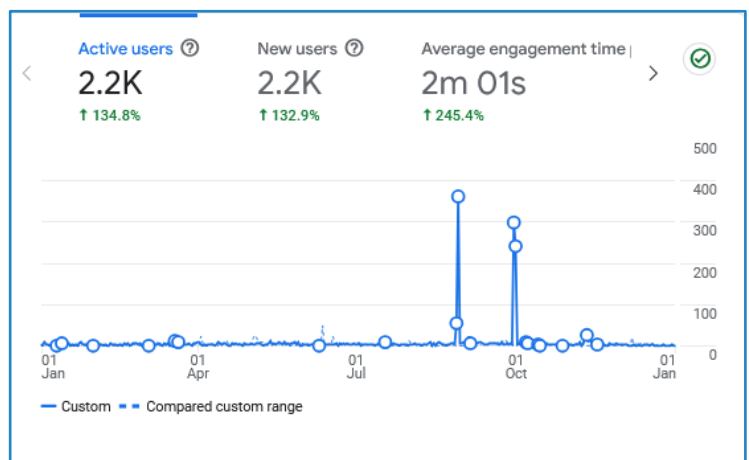 Active users
New users
Average engagement time
2.2K
2.2K
2m 01s
↑ 134.8%
↑ 132.9%
↑ 245.4%
500
400
300
200
100
0
01
Jan
01
Apr
01
Jul
01
Oct
01
Jan
Custom
Compared custom range